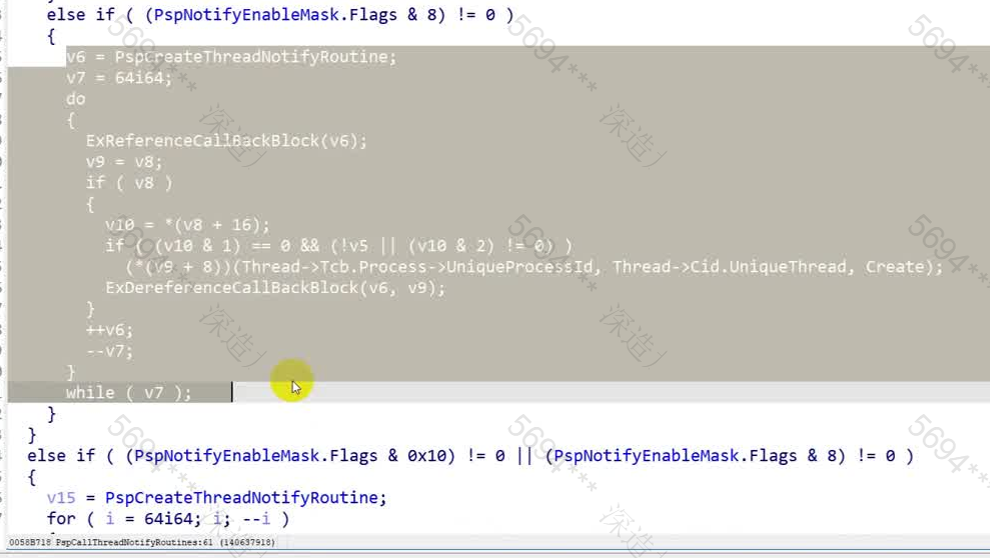 else if ( (PspNotifyEnableMask.Flags & 8) != 0 )
{
v6 = PspCreateThreadNotifyRoutine;
v7 = 64i64;
do
{
ExReferenceCallBackBlock(v6);
v9 = v8;
if ( v8 )
{
v10 = *(v8 + 16);
if ( (v10 & 1) == 0 && (!v5 || (v10 & 2) != 0) )
(*(v9 + 8))(Thread->Tcb.Process->UniqueProcessId, Thread->Cid.UniqueThread, Create);
ExDereferenceCallBackBlock(v6, v9);
}
++v6;
--v7;
}
while ( v7 );
}
}
else if ( (PspNotifyEnableMask.Flags & 0x10) != 0 || (PspNotifyEnableMask.Flags & 8) != 0 )
{
v15 = PspCreateThreadNotifyRoutine;
for ( i = 64i64; i; --i )
0058B718 PspCallThreadNotifyRoutines:61 (140637918)
5694***
5694***
5694***
深造
深造
5694***
5694***
5694***
深造
深造
5694***
5694***
5694***
深造
深造